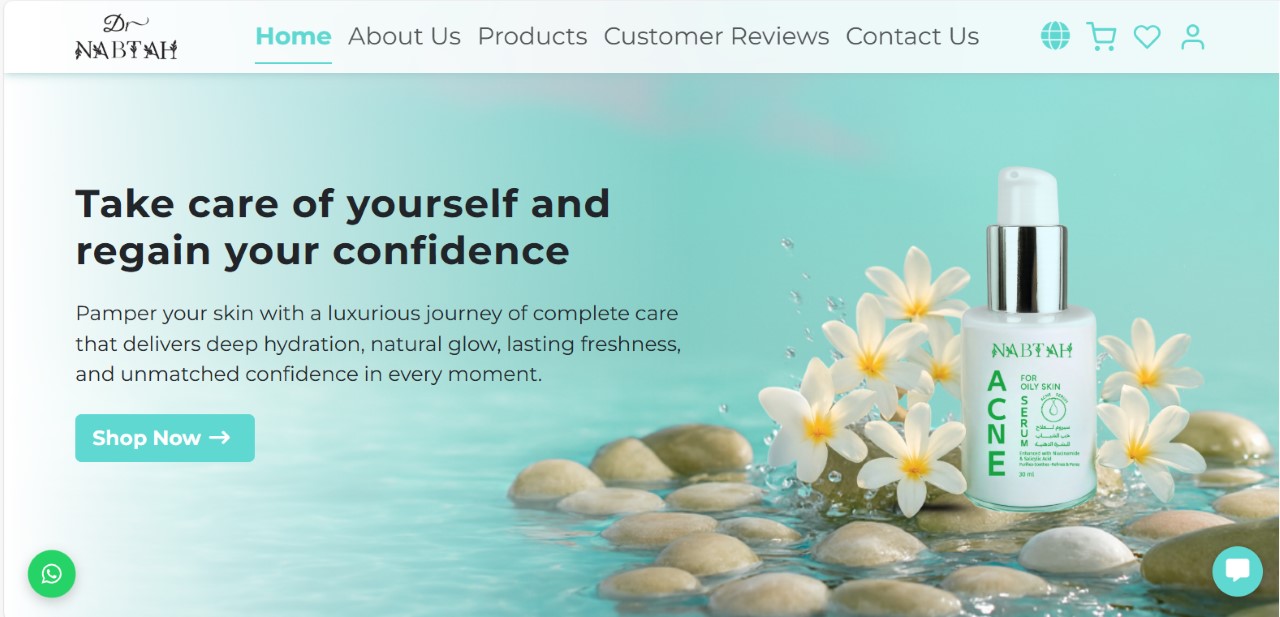 Dr
NABTAH
Home
About Us
Products
Customer Reviews
Contact Us
Take care of yourself and
regain your confidence
Pamper your skin with a luxurious journey of complete care
that delivers deep hydration, natural glow, lasting freshness,
and unmatched confidence in every moment.
Shop Now →
NABTAH
ACNE
FOR
OILY SKIN
SERUM
ACNE SERUM
سيروم لعلاج
حب الشباب
للبشرة الدهنية
Enhanced with Niacinamide
& Salicylic Acid
30 ml